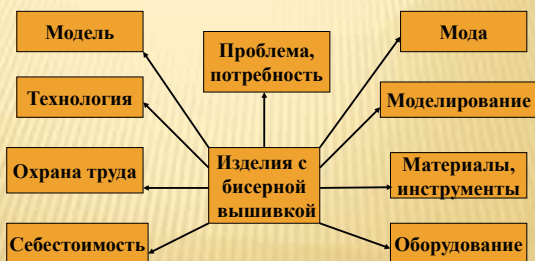 Модель
Проблема,
потребность
Мода
Технология
Моделирование
Охрана труда
Изделия с
бисерной
вышивкой
Материалы,
инструменты
Себестоимость
Оборудование